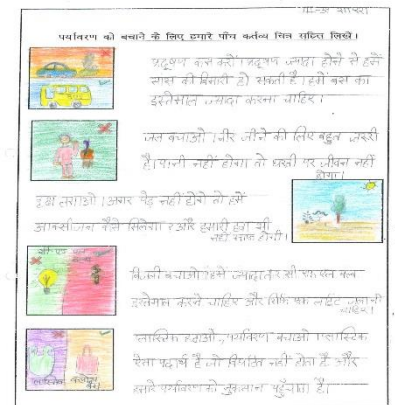 पर्यावरण को बचाने के लिए हमारे पाँच कर्तव्य चित्र सहित लिखे।
प्रदूषण कम करो। प्रदूषण ज्यादा होने से हमें
सास की बिमारी हो सकती है। हमें बस का
इस्तेमाल ज्यादा करना चाहिए।
जल बचाओ। नीर जीने की लिए बहुत जरुरी
है। पानी नहीं होगा तो धरती पर जीवन नहीं
होगा।
वृक्ष लगाओ। अगर पेड़ नहीं होगे तो हमें
आक्सीजन कैसे मिलेगा। और हमारी हवा भी
नहीं साफ होगी।
बिजली बचाओ। हमें ज्यादातर सी एफ एल बल्ब
इस्तेमाल करने चाहिए और सिर्फ एक लाईट
चाहिए।
प्लास्टिक हटाओ, पर्यावरण बचाओ। प्लास्टिक
ऐसा पदार्थ है जो नहीं होता है और
हमारे पर्यावरण को नुकसान पहुँचाता है।